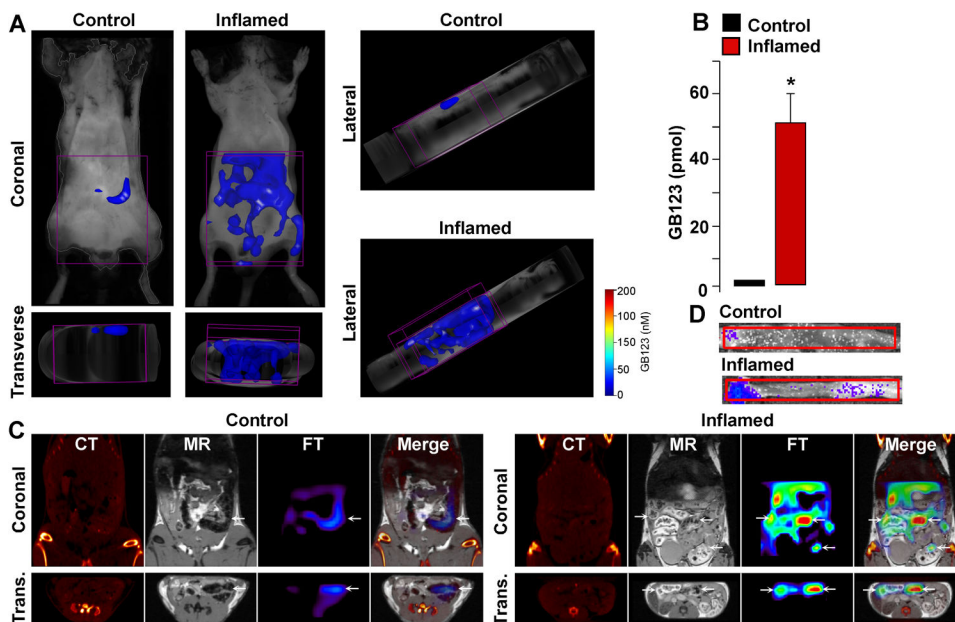 A
Control
Inflamed
Coronal
Transverse
Control
Lateral
Inflamed
Lateral
200
150
100
50
0
GB123 (nM)
B
Control
Inflamed
*
60
40
20
0
GB123 (pmol)
D
Control
Inflamed
C
Control
CT
MR
FT
Merge
Coronal
Trans.
Inflamed
CT
MR
FT
Merge
Coronal
Trans.